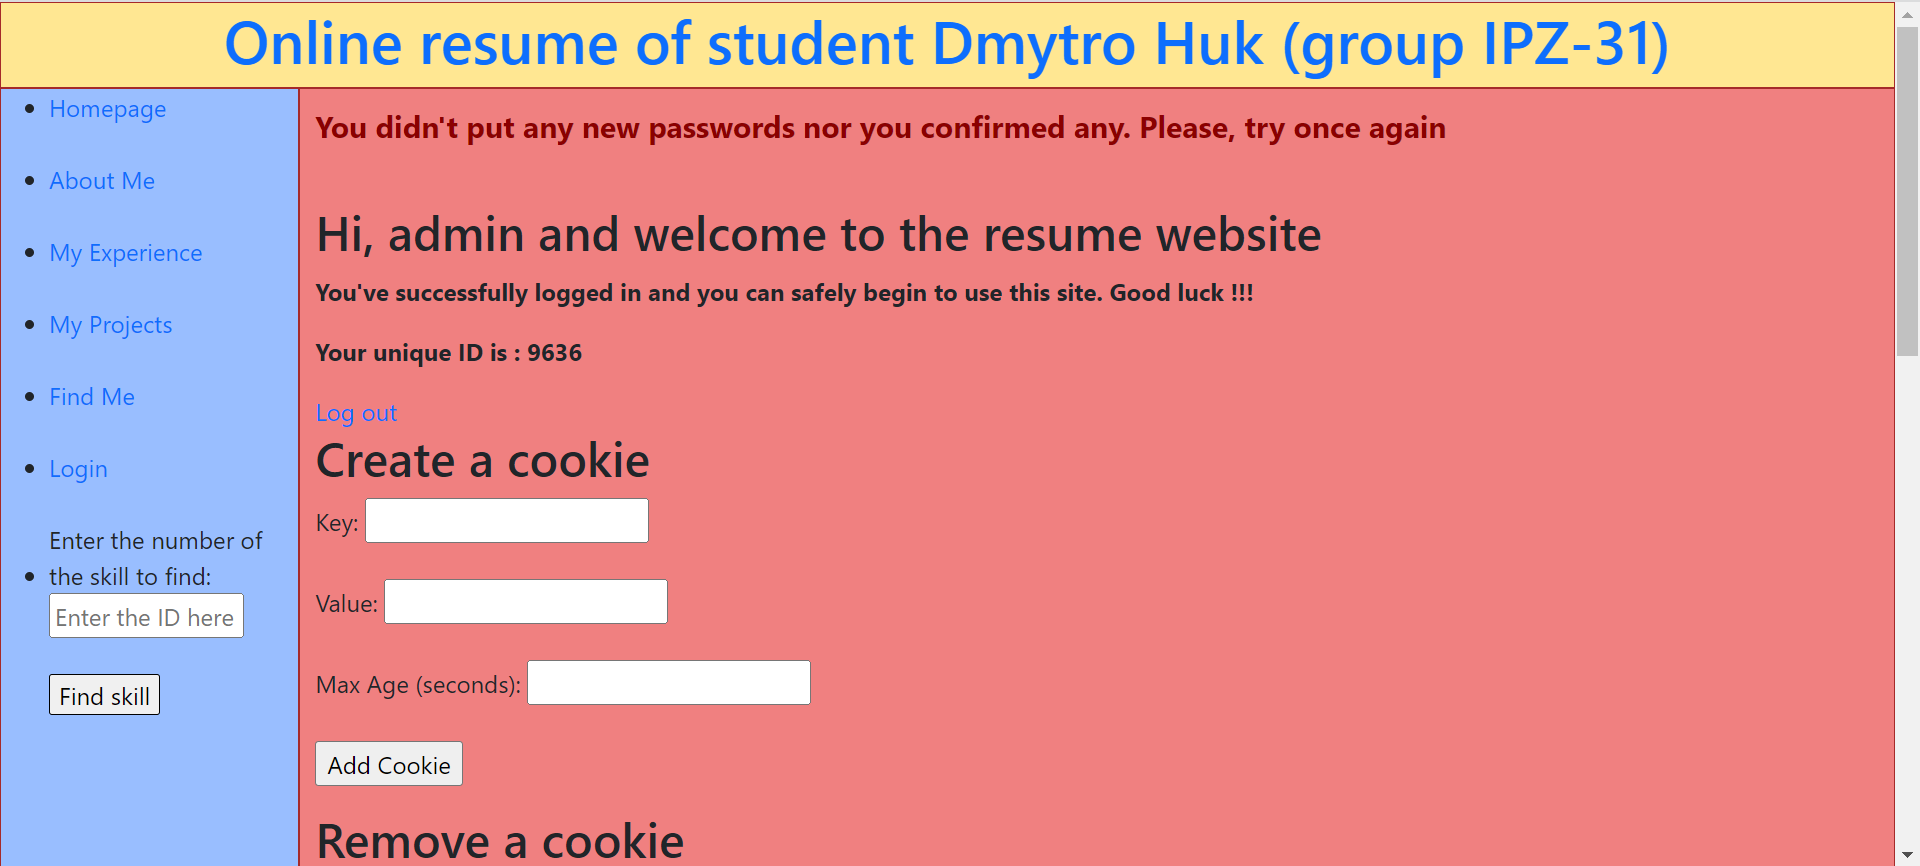 Online resume of student Dmytro Huk (group IPZ-31)
Homepage
About Me
My Experience
My Projects
Find Me
Login
Enter the number of
the skill to find:
Enter the ID here
Find skill
You didn't put any new passwords nor you confirmed any. Please, try once again
Hi, admin and welcome to the resume website
You've successfully logged in and you can safely begin to use this site. Good luck !!!
Your unique ID is : 9636
Log out
Create a cookie
Key:
Value:
Max Age (seconds):
Add Cookie
Remove a cookie